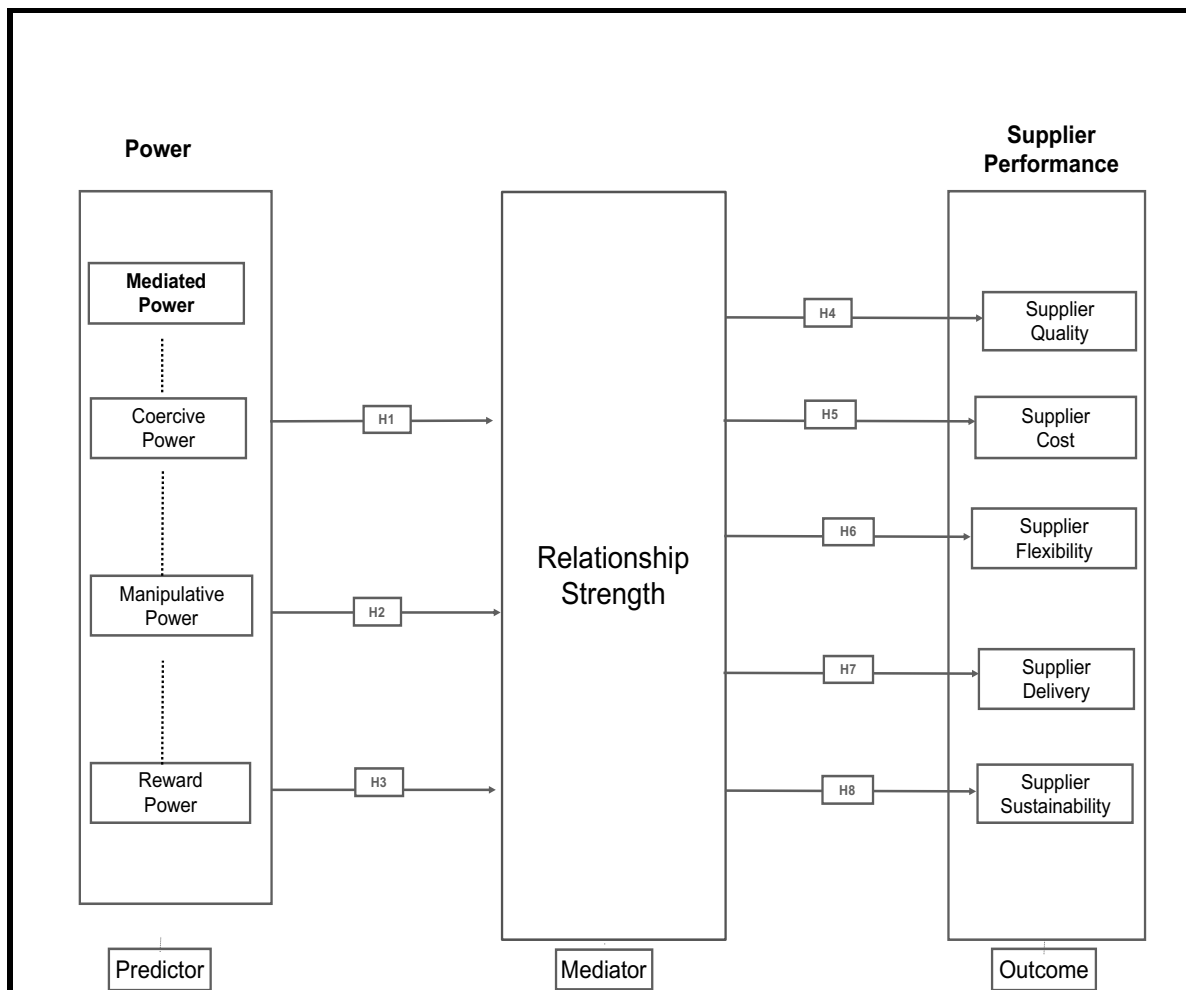 Power
Supplier
Performance
Mediated
Power
Coercive
Power
Manipulative
Power
Reward
Power
H1
H2
H3
Relationship
Strength
H4
H5
H6
H7
H8
Supplier
Quality
Supplier
Cost
Supplier
Flexibility
Supplier
Delivery
Supplier
Sustainability
Predictor
Mediator
Outcome